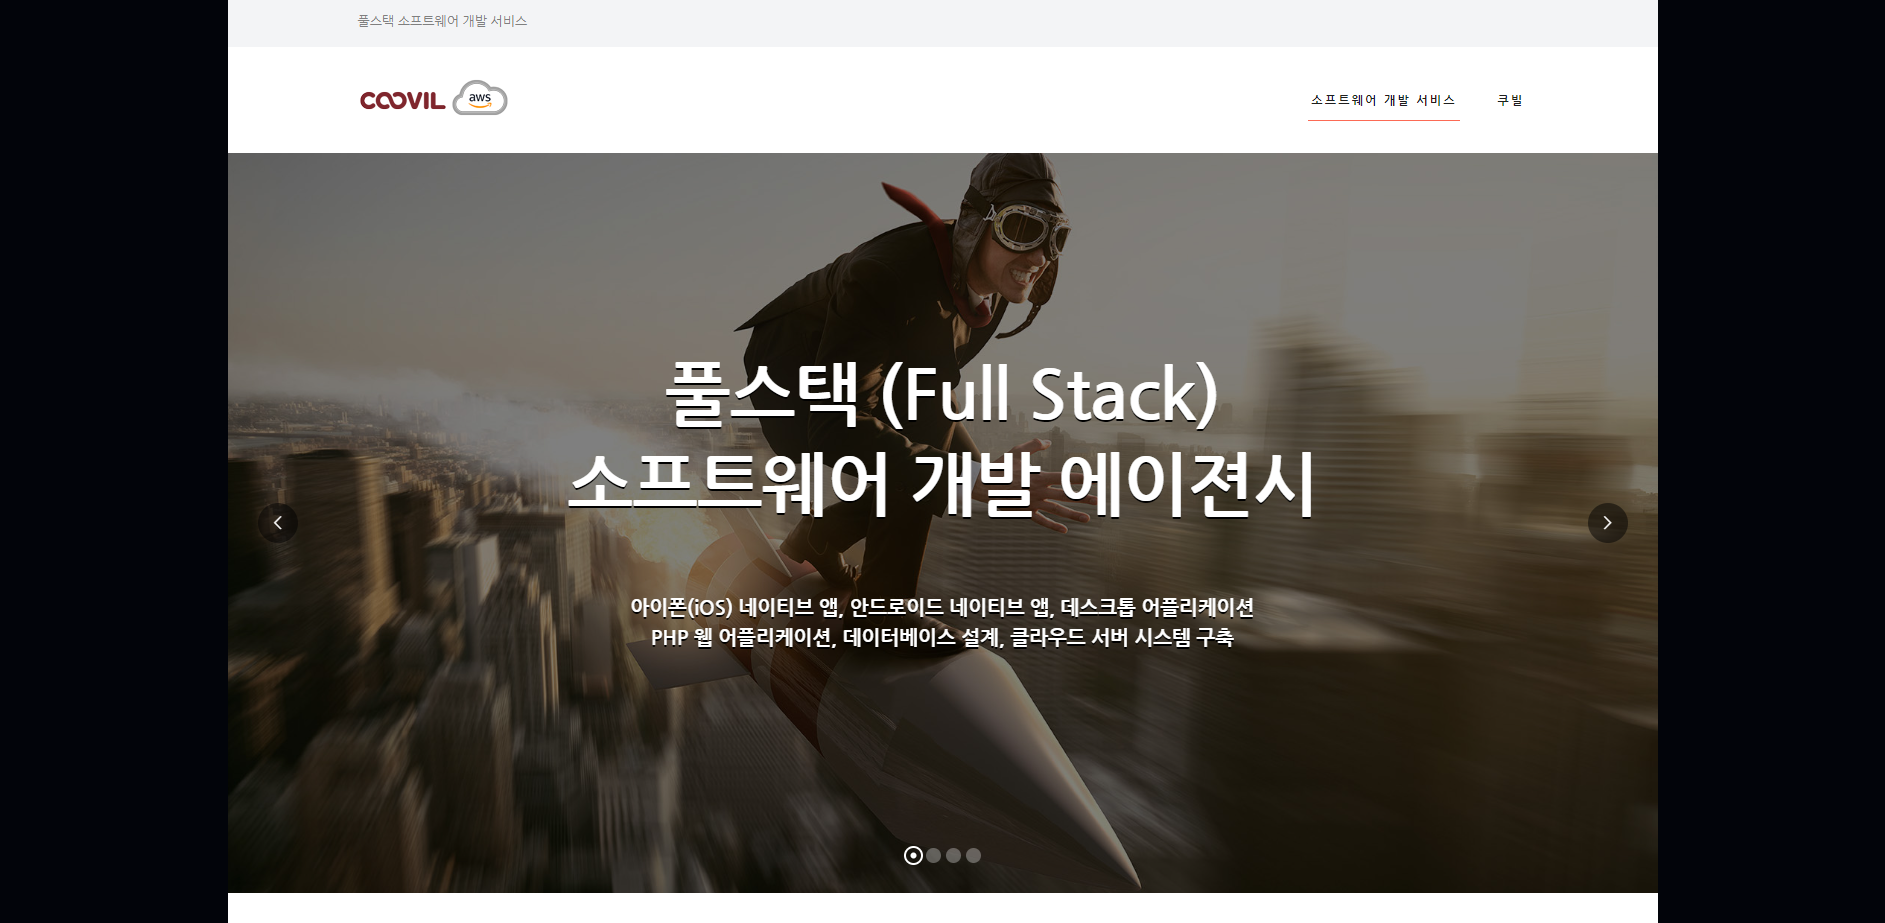 풀스택 소프트웨어 개발 서비스
COOVIL aws
소프트웨어 개발 서비스 쿠빌
풀스택 (Full Stack)
소프트웨어 개발 에이젼시
아이폰(iOS) 네이티브 앱, 안드로이드 네이티브 앱, 데스크톱 어플리케이션
PHP 웹 어플리케이션, 데이터베이스 설계, 클라우드 서버 시스템 구축